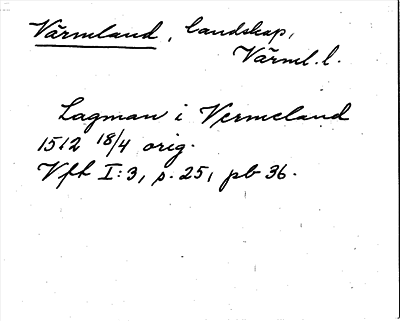 Värmland, landskap,
Värml. l.
Lagman i Vermeland
1512 18/4 orig.
Vfh I:3, s. 25, pb 36.